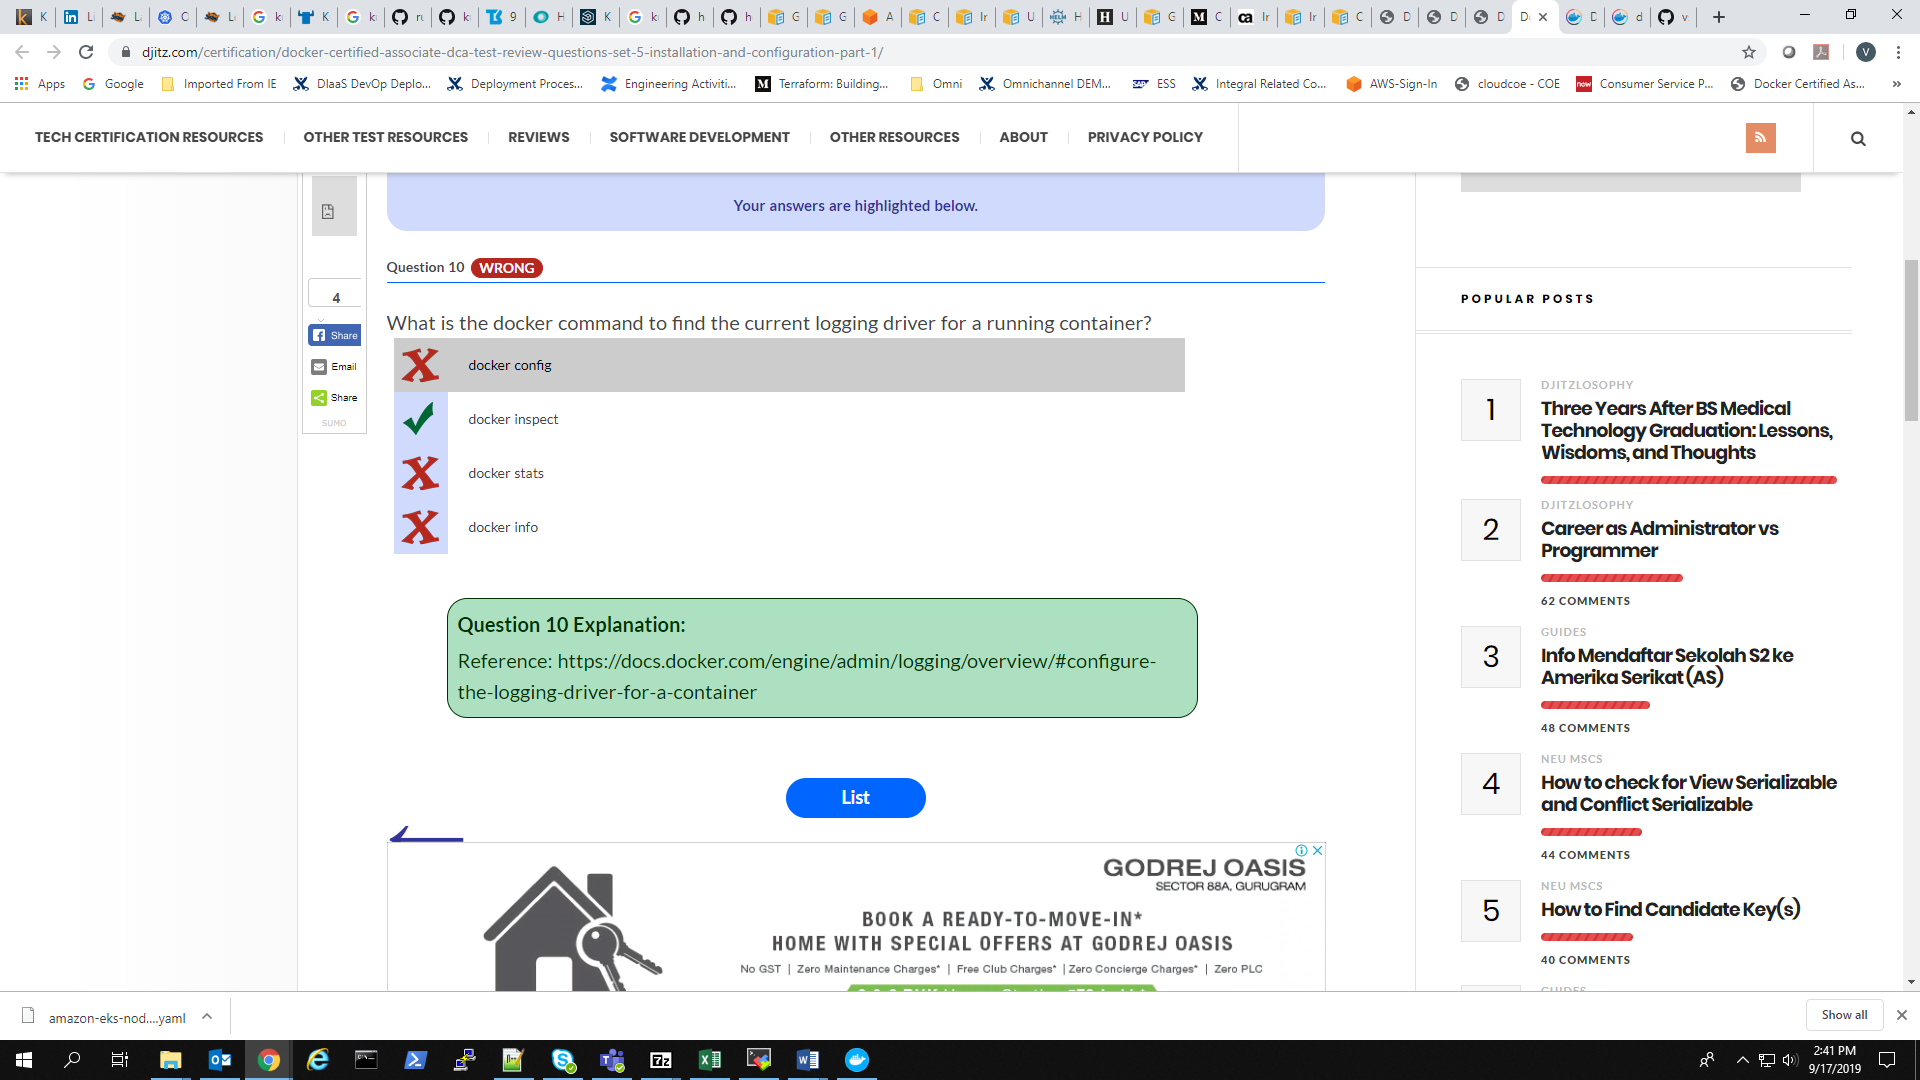 K
Li
La
C
Le
k
K
k
ru
k
9
H
K
k
h
h
G
G
A
C
Ir
U
H
U
G
C
Ir
Ir
C
D
D
D
D
D
d
v
djitz.com/certification/docker-certified-associate-dca-test-review-questions-set-5-installation-and-configuration-part-1/
V
Apps
Google
Imported From IE
DIaaS DevOp Deplo...
Deployment Proces...
Engineering Activiti...
Terraform: Building...
Omni
Omnichannel DEM...
ESS
Integral Related Co...
AWS-Sign-In
cloudcoe - COE
Consumer Service P...
Docker Certified As...
»
TECH CERTIFICATION RESOURCES
OTHER TEST RESOURCES
REVIEWS
SOFTWARE DEVELOPMENT
OTHER RESOURCES
ABOUT
PRIVACY POLICY
Your answers are highlighted below.
4
Share
Email
Share
SUMO
Question 10 WRONG
What is the docker command to find the current logging driver for a running container?
docker config
docker inspect
docker stats
docker info
Question 10 Explanation:
Reference: https://docs.docker.com/engine/admin/logging/overview/#configure-
the-logging-driver-for-a-container
List
GODREJ OASIS
SECTOR 88A, GURUGRAM
BOOK A READY-TO-MOVE-IN*
HOME WITH SPECIAL OFFERS AT GODREJ OASIS
No GST | Zero Maintenance Charges* | Free Club Charges* | Zero Concierge Charges* | Zero PLC
POPULAR POSTS
1
DJITZLOSOPHY
Three Years After BS Medical
Technology Graduation: Lessons,
Wisdoms, and Thoughts
2
DJITZLOSOPHY
Career as Administrator vs
Programmer
62 COMMENTS
3
GUIDES
Info Mendaftar Sekolah S2 ke
Amerika Serikat (AS)
48 COMMENTS
4
NEU MSCS
How to check for View Serializable
and Conflict Serializable
44 COMMENTS
5
NEU MSCS
How to Find Candidate Key(s)
40 COMMENTS
GUIDES
amazon-eks-nod....yaml
Show all
2:41 PM
9/17/2019